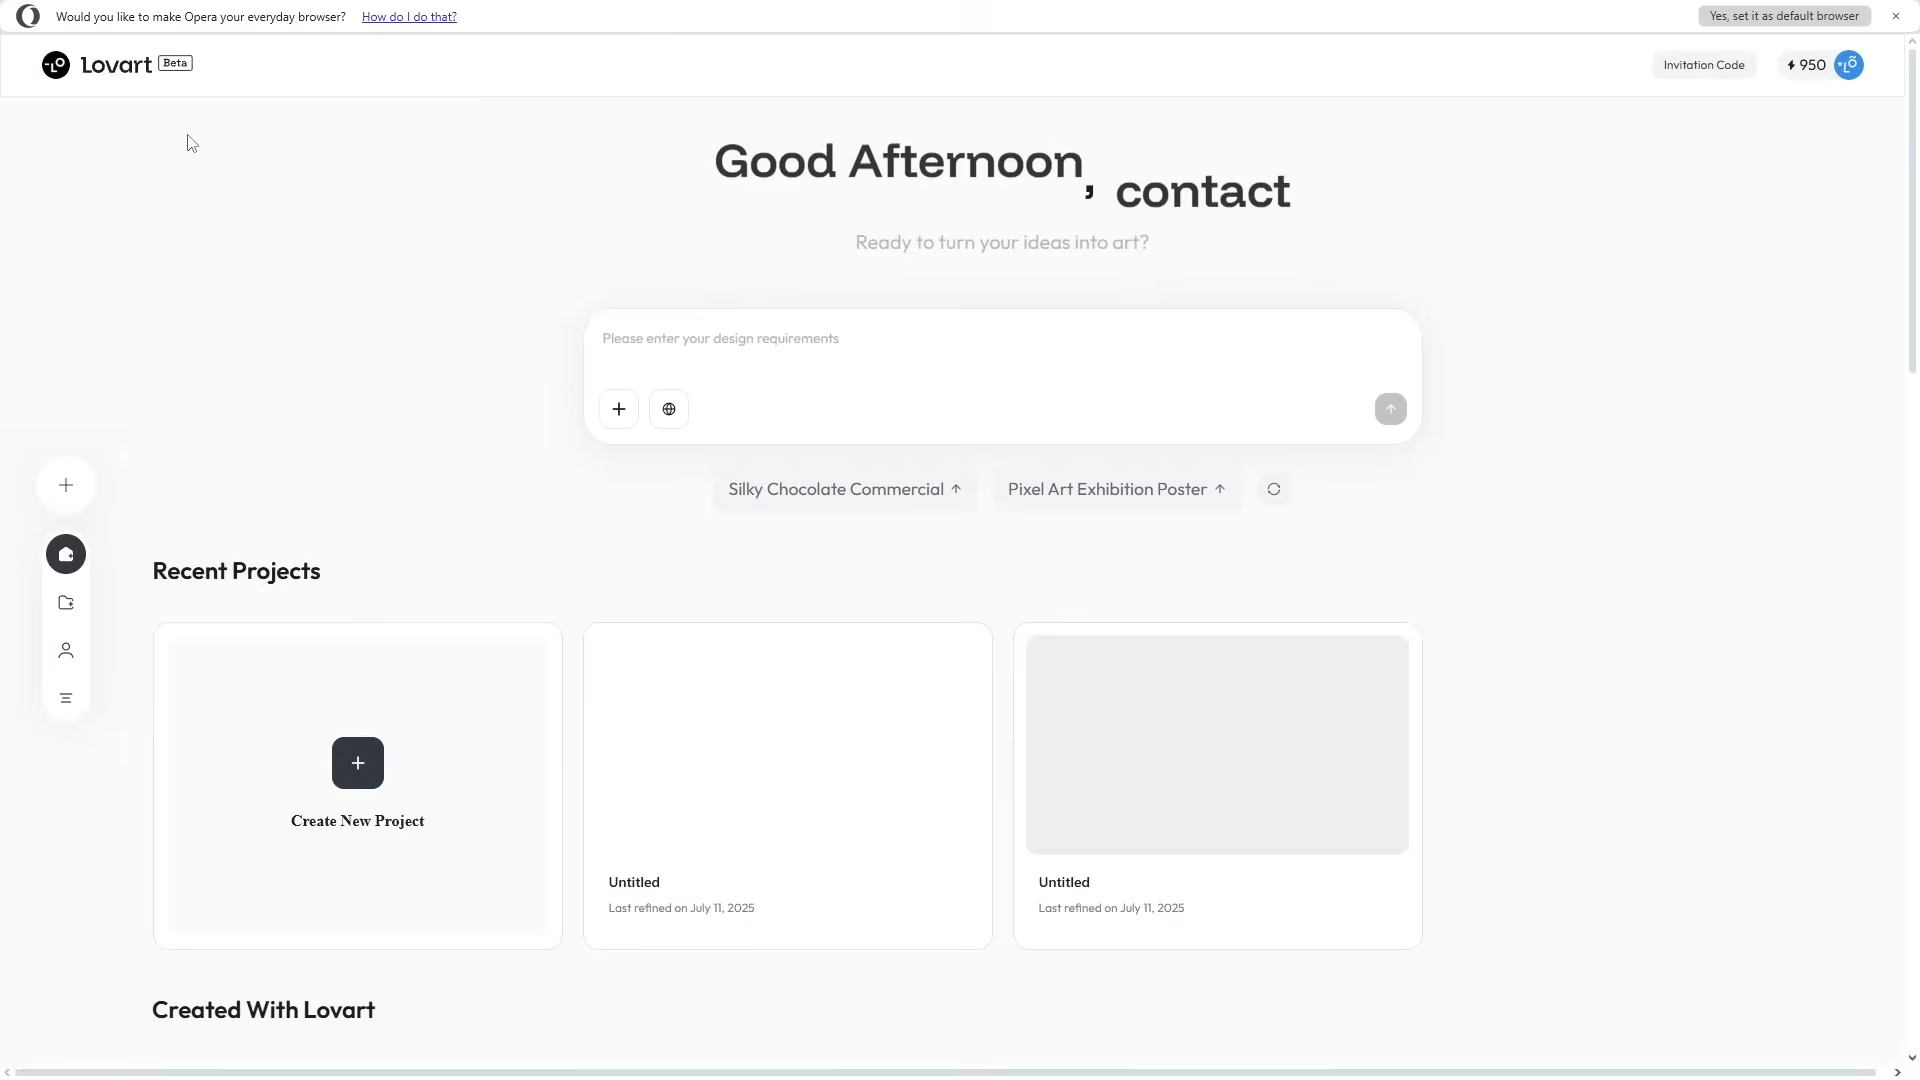 Would you like to make Opera your everyday browser? How do I do that? Yes, set it as default browser
Lovart Beta
Invitation Code 950
Good Afternoon, contact
Ready to turn your ideas into art?
Please enter your design requirements
Silky Chocolate Commercial Pixel Art Exhibition Poster
Recent Projects
Create New Project
Untitled
Last refined on July 11, 2025
Untitled
Last refined on July 11, 2025
Created With Lovart